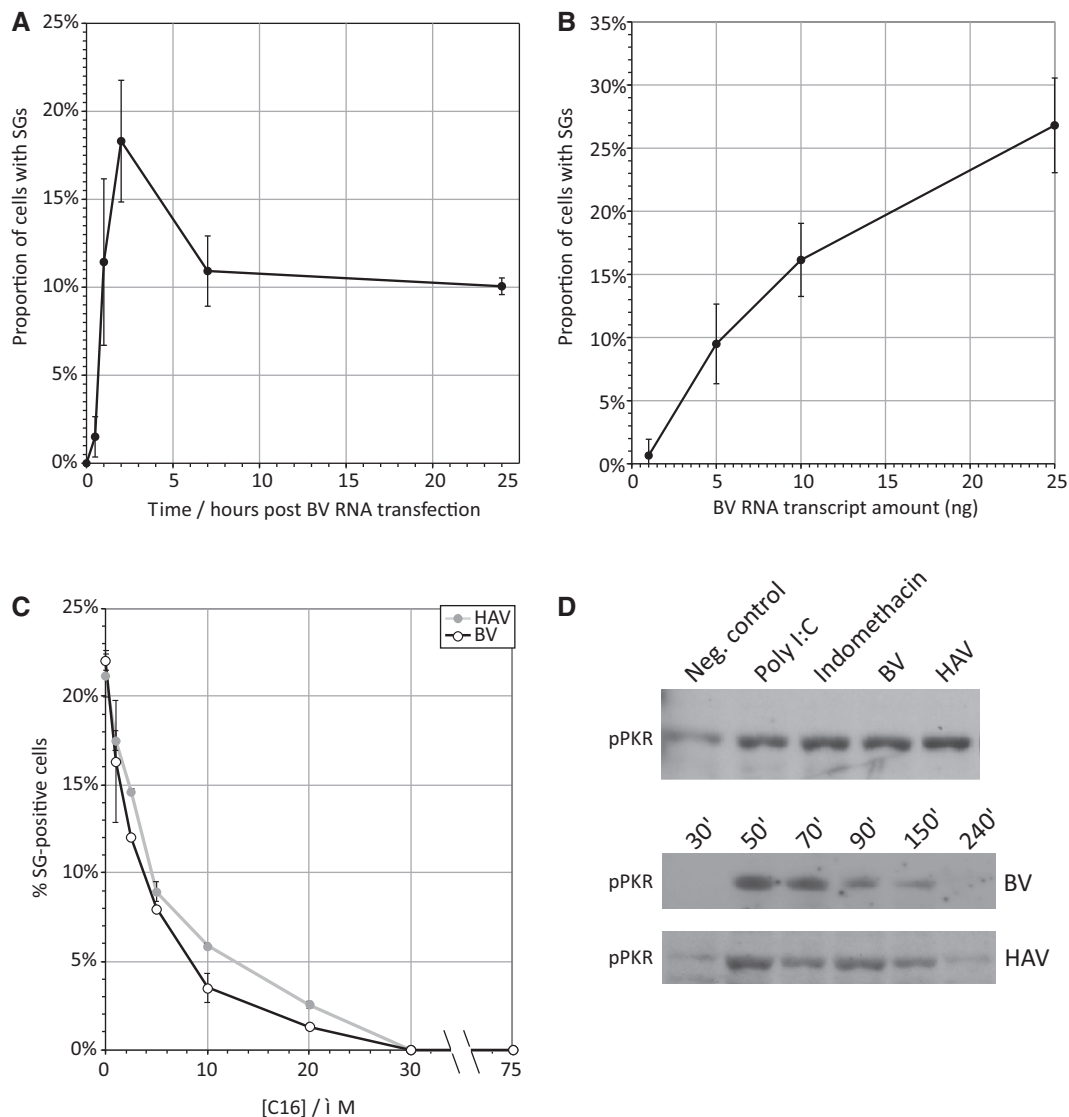 A
25%
20%
15%
10%
5%
0%
Proportion of cells with SGs
0
5
10
15
20
25
Time / hours post BV RNA transfection
B
35%
30%
25%
20%
15%
10%
5%
0%
Proportion of cells with SGs
0
5
10
15
20
25
BV RNA transcript amount (ng)
C
25%
20%
15%
10%
5%
0%
% SG-positive cells
HAV
BV
0
10
20
30
75
[C16] / ì M
D
Neg. control
Poly I:C
Indomethacin
BV
HAV
pPKR
30'
50'
70'
90'
150'
240'
pPKR
BV
pPKR
HAV